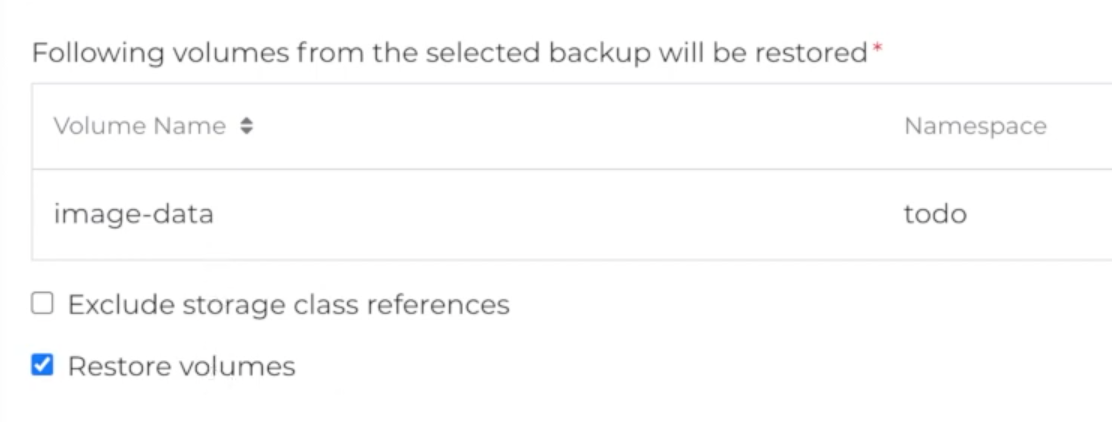 Following volumes from the selected backup will be restored*
Volume Name Namespace
image-data todo
Exclude storage class references
Restore volumes